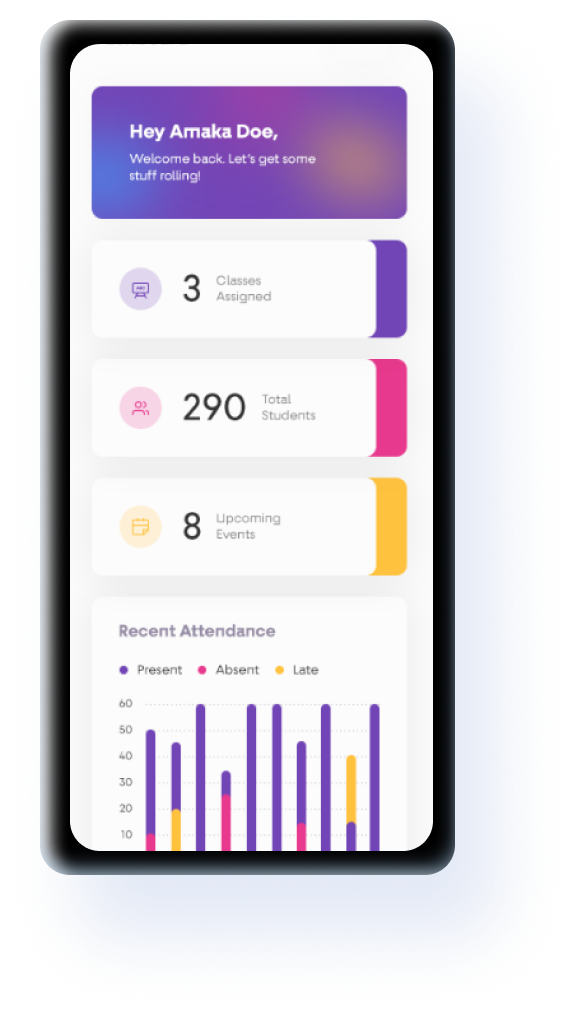 Hey Amaka Doe,
Welcome back. Let's get some
stuff rolling!
3 Classes
Assigned
290 Total
Students
8 Upcoming
Events
Recent Attendance
Present Absent Late
60
50
40
30
20
10